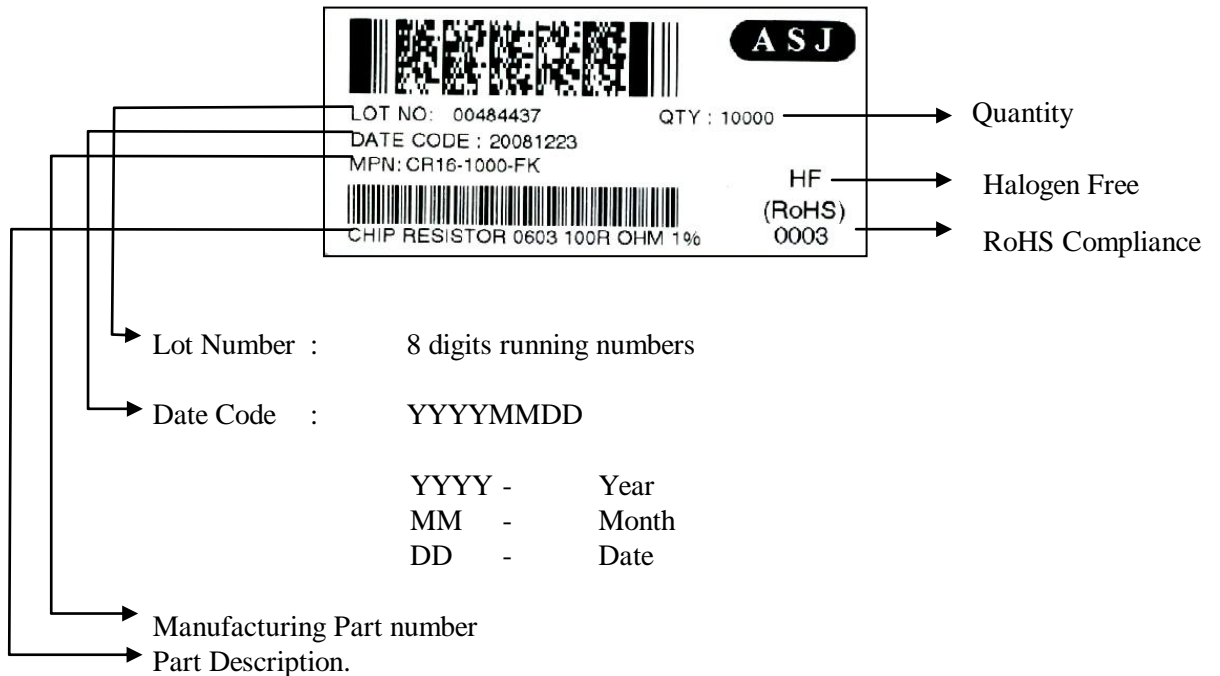 A S J
LOT NO: 00484437 QTY : 10000
Quantity
DATE CODE : 20081223
MPN: CR16-1000-FK
HF
Halogen Free
(RoHS)
CHIP RESISTOR 0603 100R OHM 1% 0003
RoHS Compliance
Lot Number : 8 digits running numbers
Date Code : YYYYMMDD
YYYY - Year
MM - Month
DD - Date
Manufacturing Part number
Part Description.